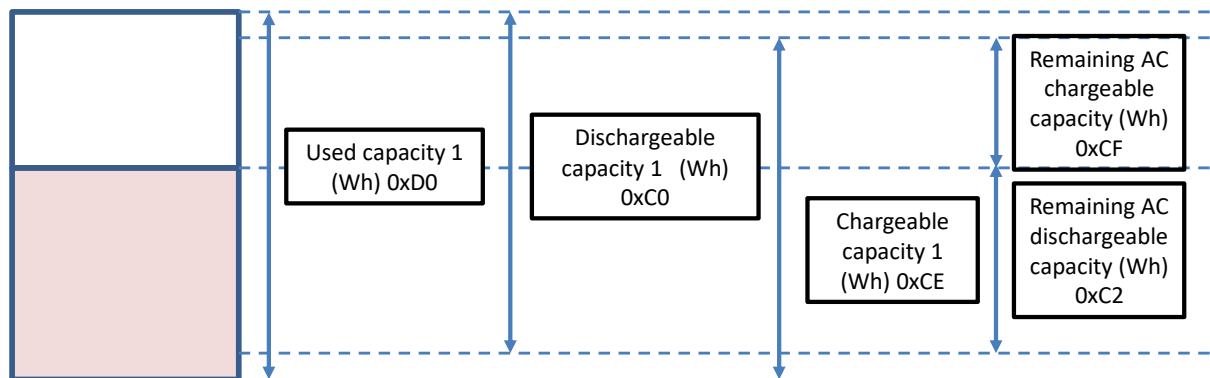 Used capacity 1
(Wh) 0xD0
Dischargeable
capacity 1 (Wh)
0xC0
Chargeable
capacity 1
(Wh) 0xCE
Remaining AC
chargeable
capacity (Wh)
0xCF
Remaining AC
dischargeable
capacity (Wh)
0xC2